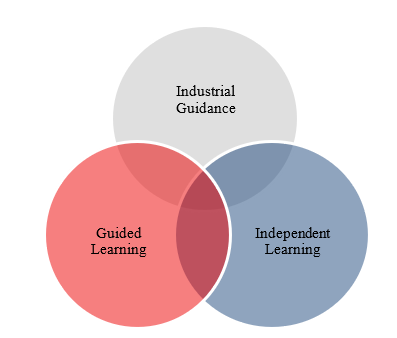 Industrial
Guidance
Guided
Learning
Independent
Learning